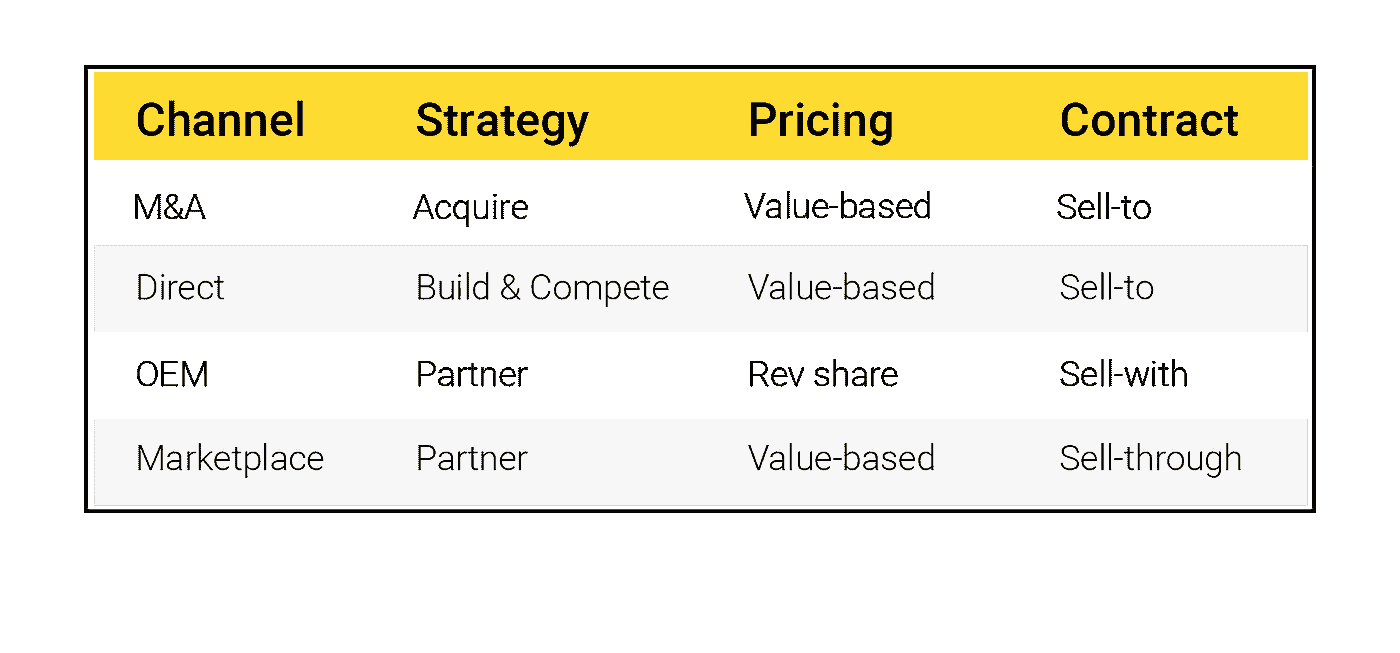 Channel Strategy Pricing Contract
M&A Acquire Value-based Sell-to
Direct Build & Compete Value-based Sell-to
OEM Partner Rev share Sell-with
Marketplace Partner Value-based Sell-through